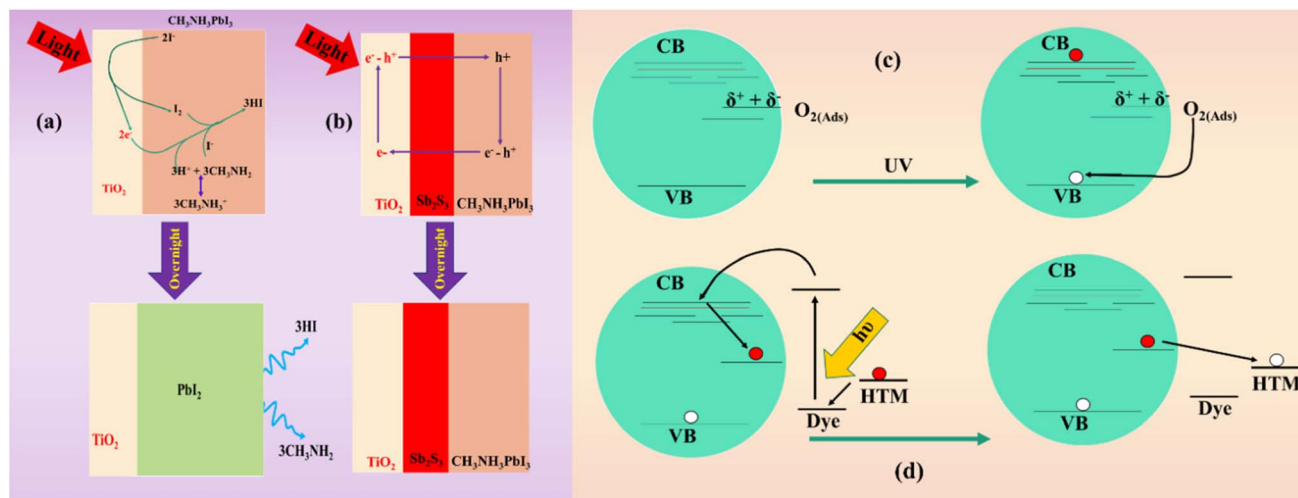 CH₃NH₃PbI₃
Light
2I⁻
I₂
3HI
(a)
2e⁻
I⁻
3H⁺ + 3CH₃NH₂
TiO₂
3CH₃NH₃⁺
Overnight
PbI₂
TiO₂
3HI
3CH₃NH₂
Light
e⁻ - h⁺
h+
(b)
e-
e⁻ - h⁺
TiO₂
Sb₂S₃
CH₃NH₃PbI₃
Overnight
TiO₂
Sb₂S₃
CH₃NH₃PbI₃
CB
(c)
δ⁺ + δ⁻
O₂(Ads)
VB
UV
CB
δ⁺ + δ⁻
O₂(Ads)
VB
CB
hυ
HTM
Dye
VB
CB
HTM
Dye
VB
(d)